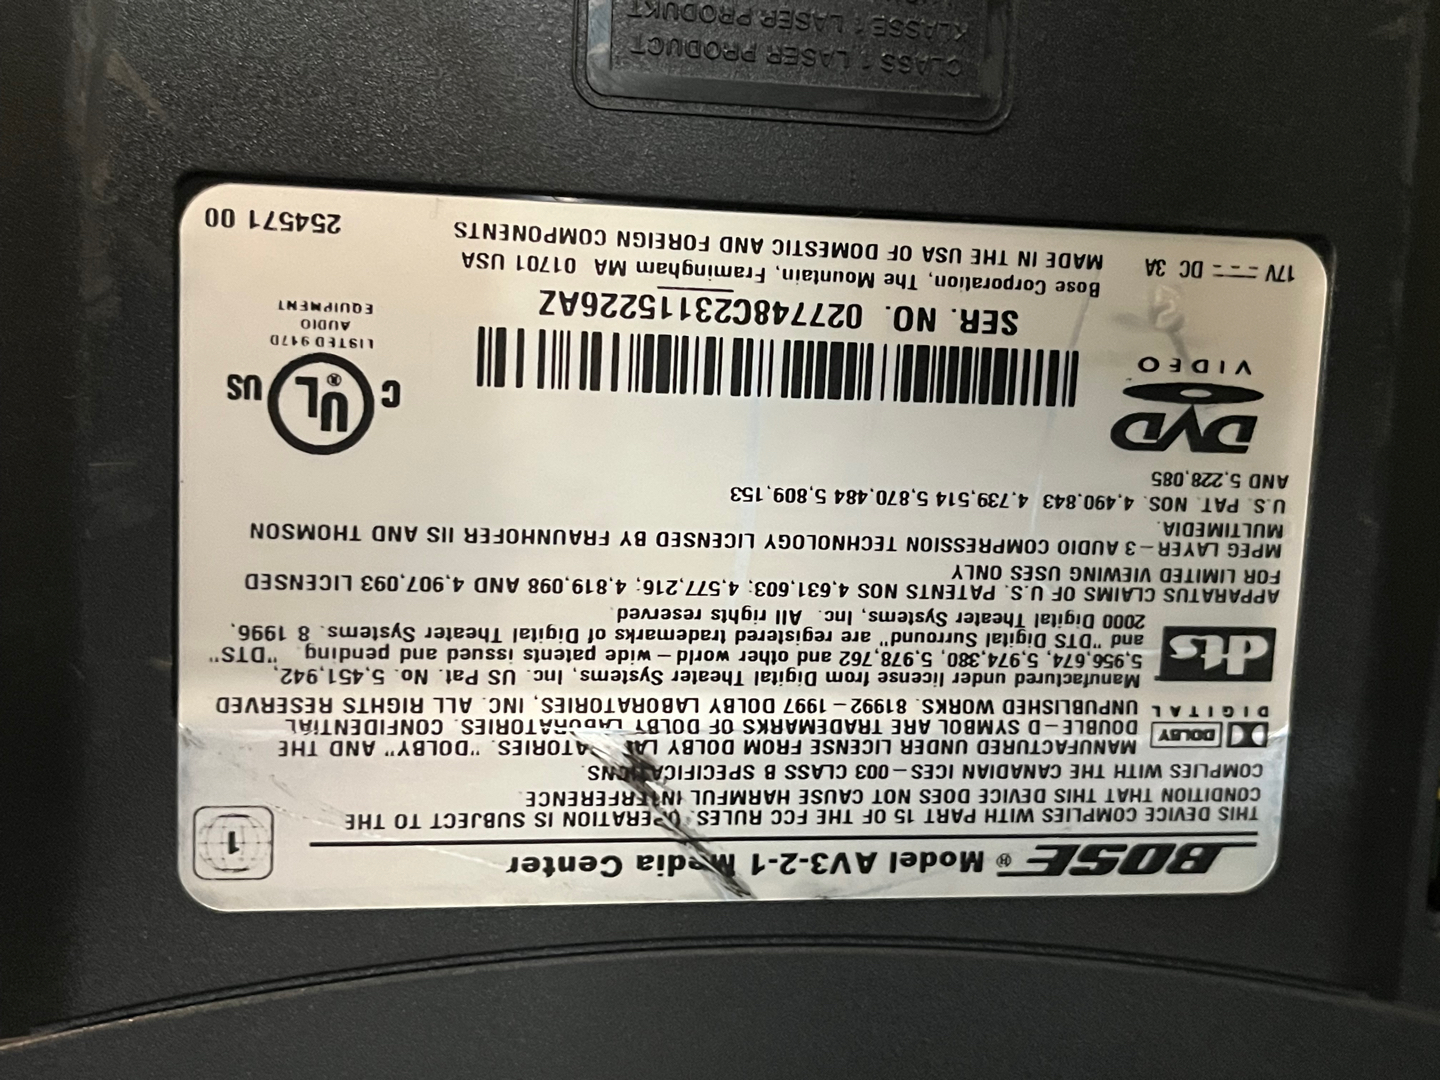 BOSE® Model AV3-2-1 Media Center
1
THIS DEVICE COMPLIES WITH PART 15 OF THE FCC RULES. OPERATION IS SUBJECT TO THE
CONDITION THAT THIS DEVICE DOES NOT CAUSE HARMFUL INTERFERENCE.
COMPLIES WITH THE CANADIAN ICES-003 CLASS B SPECIFICATIONS.
DOLBY
DIGITAL
MANUFACTURED UNDER LICENSE FROM DOLBY LABORATORIES. "DOLBY" AND THE
DOUBLE-D SYMBOL ARE TRADEMARKS OF DOLBY LABORATORIES. CONFIDENTIAL
UNPUBLISHED WORKS. 81992-1997 DOLBY LABORATORIES, INC. ALL RIGHTS RESERVED
dts
Manufactured under license from Digital Theater Systems, Inc. US Pat. No. 5,451,942,
5,956,674, 5,974,380, 5,978,762 and other world-wide patents issued and pending. "DTS"
and "DTS Digital Surround" are registered trademarks of Digital Theater Systems. 8 1996,
2000 Digital Theater Systems, Inc. All rights reserved
APPARATUS CLAIMS OF U.S. PATENTS NOS 4,631,603; 4,577,216; 4,819,098 AND 4,907,093 LICENSED
FOR LIMITED VIEWING USES ONLY
MPEG LAYER-3 AUDIO COMPRESSION TECHNOLOGY LICENSED BY FRAUNHOFER IIS AND THOMSON
MULTIMEDIA.
U.S. PAT. NOS. 4,490,843 4,739,514 5,870,484 5,809,153
AND 5,228,085
DVD
VIDEO
C UL® US
LISTED 917D
AUDIO
EQUIPMENT
SER. NO. 027748C23115226AZ
17V DC 3A
Bose Corporation, The Mountain, Framingham MA 01701 USA
MADE IN THE USA OF DOMESTIC AND FOREIGN COMPONENTS
254571 00
CLASS 1 LASER PRODUCT
KLASSE 1 LASER PRODUKT